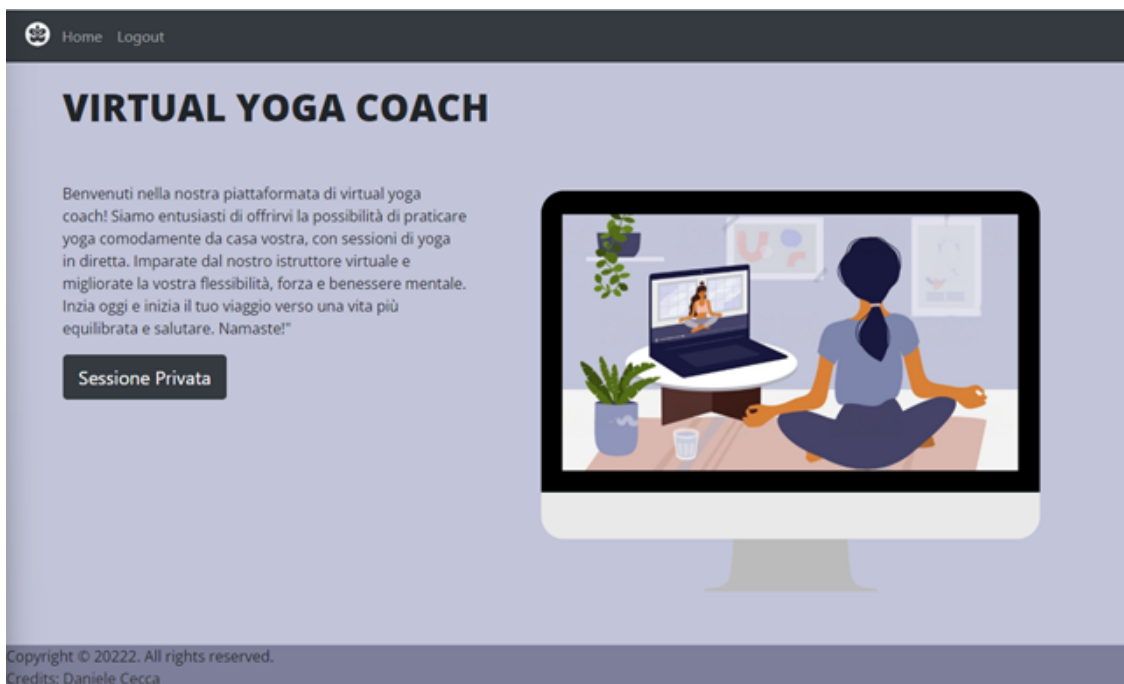 Home Logout
VIRTUAL YOGA COACH
Benvenuti nella nostra piattaformata di virtual yoga
coach! Siamo entusiasti di offrirvi la possibilità di praticare
yoga comodamente da casa vostra, con sessioni di yoga
in diretta. Imparate dal nostro istruttore virtuale e
migliorate la vostra flessibilità, forza e benessere mentale.
Inzia oggi e inizia il tuo viaggio verso una vita più
equilibrata e salutare. Namaste!"
Sessione Privata
Copyright © 20222. All rights reserved.
Credits: Daniele Cecca